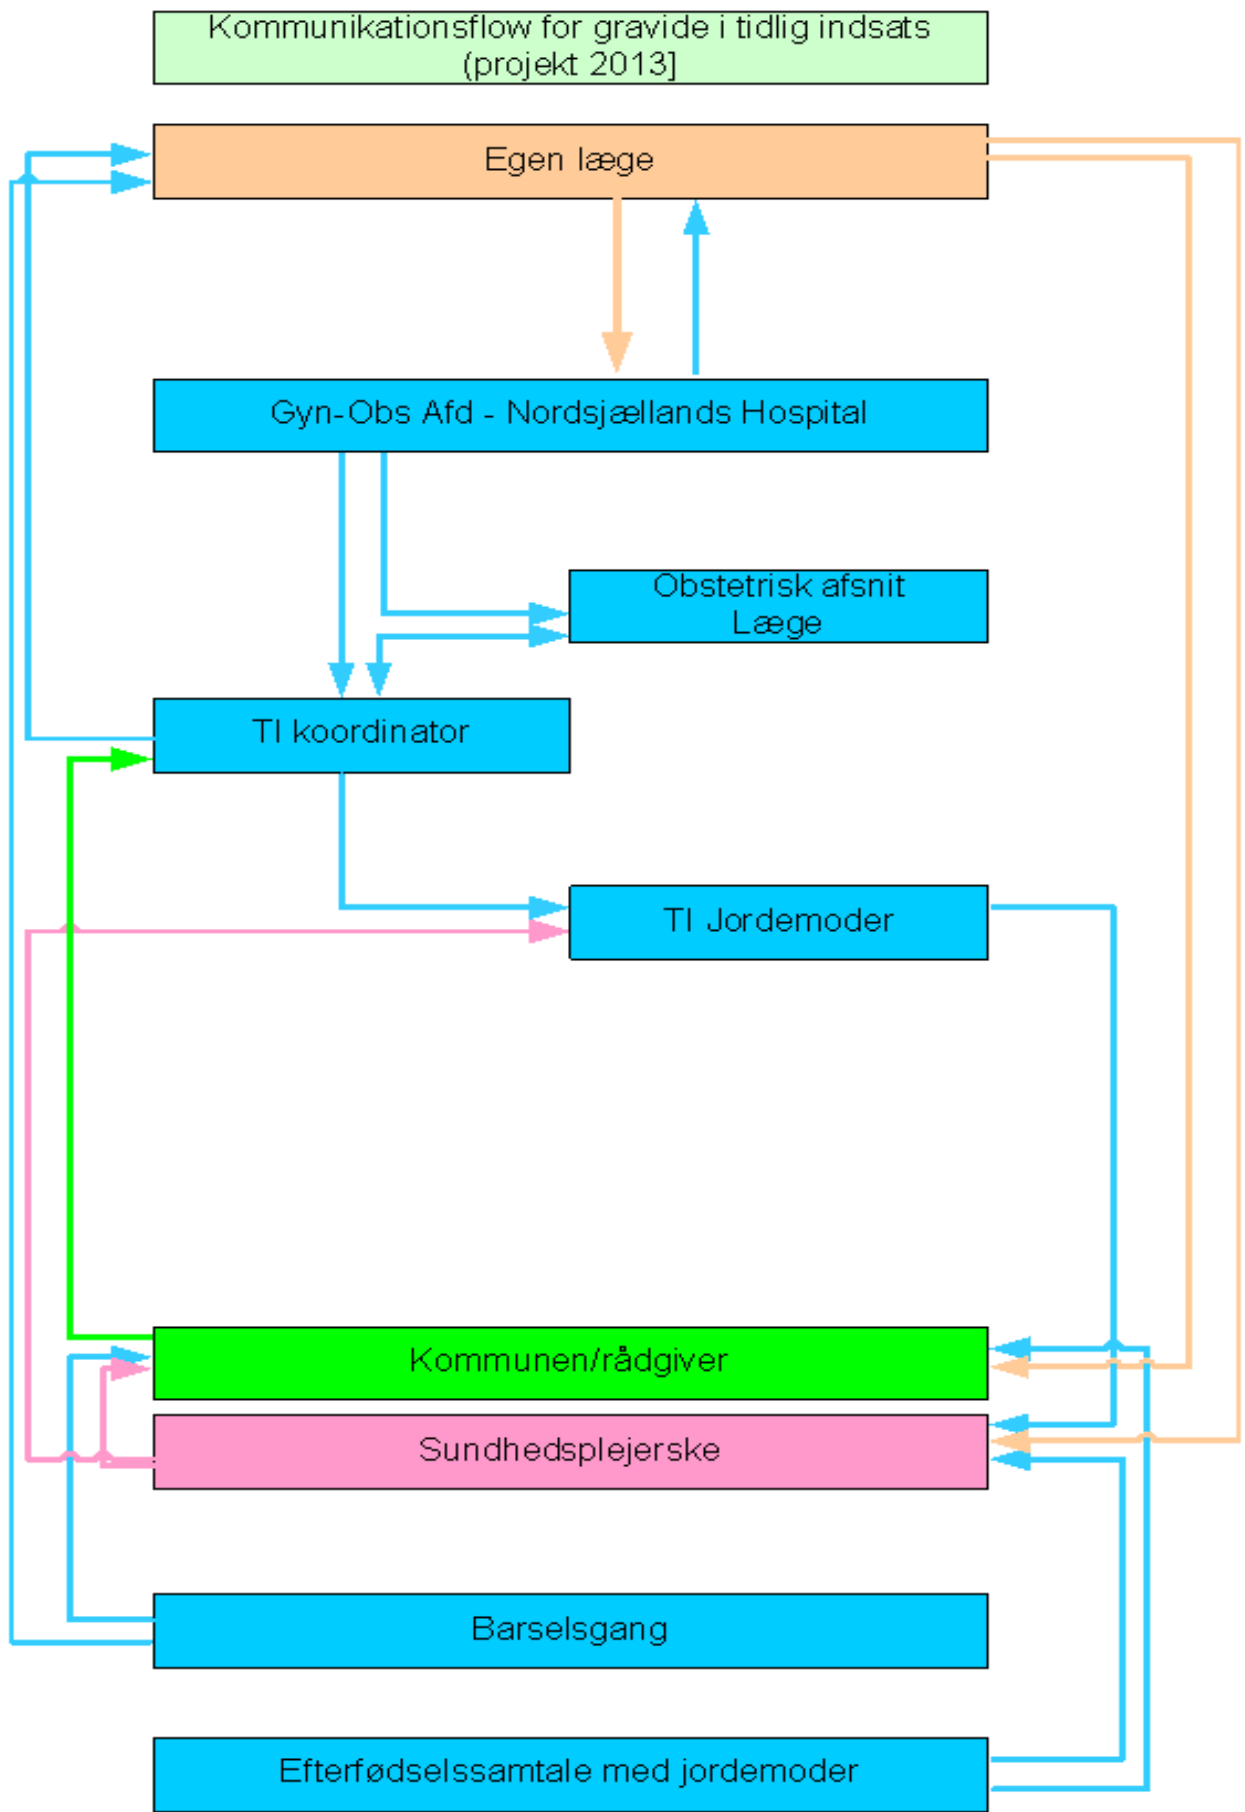 Kommunikationsflow for gravide i tidlig indsats
(projekt 2013]
Egen læge
Gyn-Obs Afd - Nordsjællands Hospital
Obstetrisk afsnit
Læge
TI koordinator
TI Jordemoder
Kommunen/rådgiver
Sundhedsplejerske
Barselsgang
Efterfødselssamtale med jordemoder